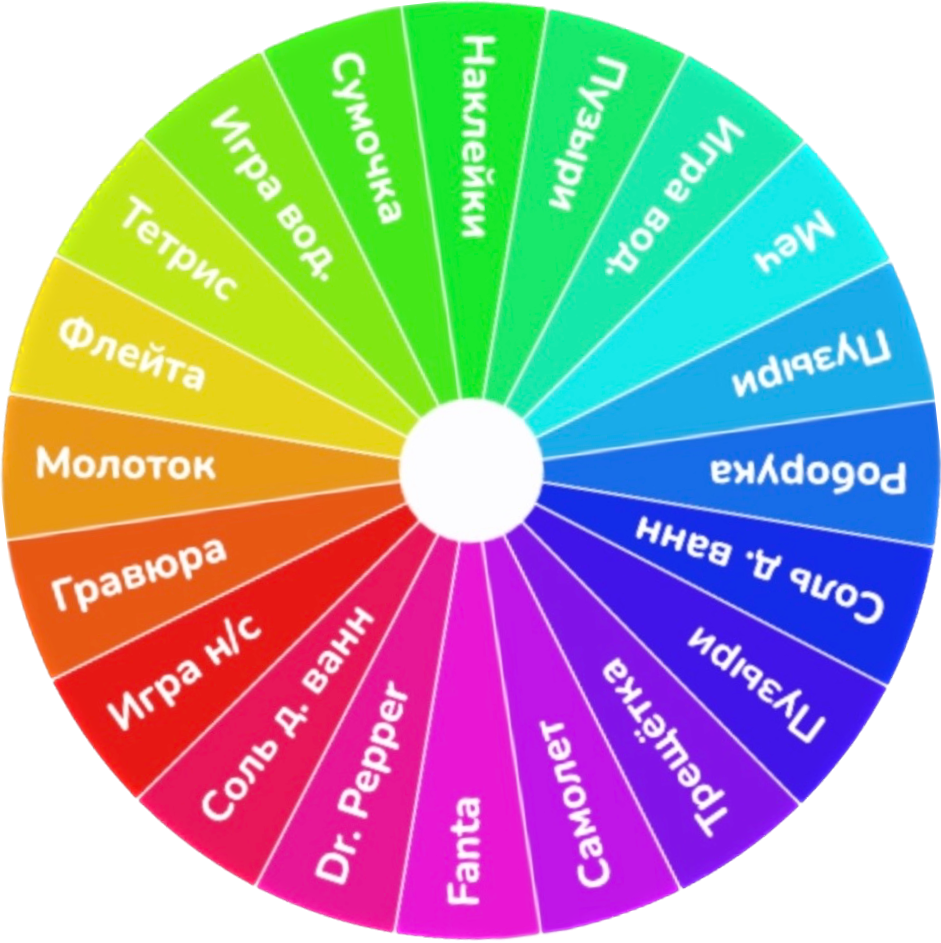 Наклейки
Пузыри
Игра вод.
Меч
Пузыри
Роборука
Соль д. ванн
Пузыри
Трещётка
Самолет
Fanta
Dr. Pepper
Соль д. ванн
Игра н/с
Гравюра
Молоток
Флейта
Тетрис
Игра вод.
Сумочка